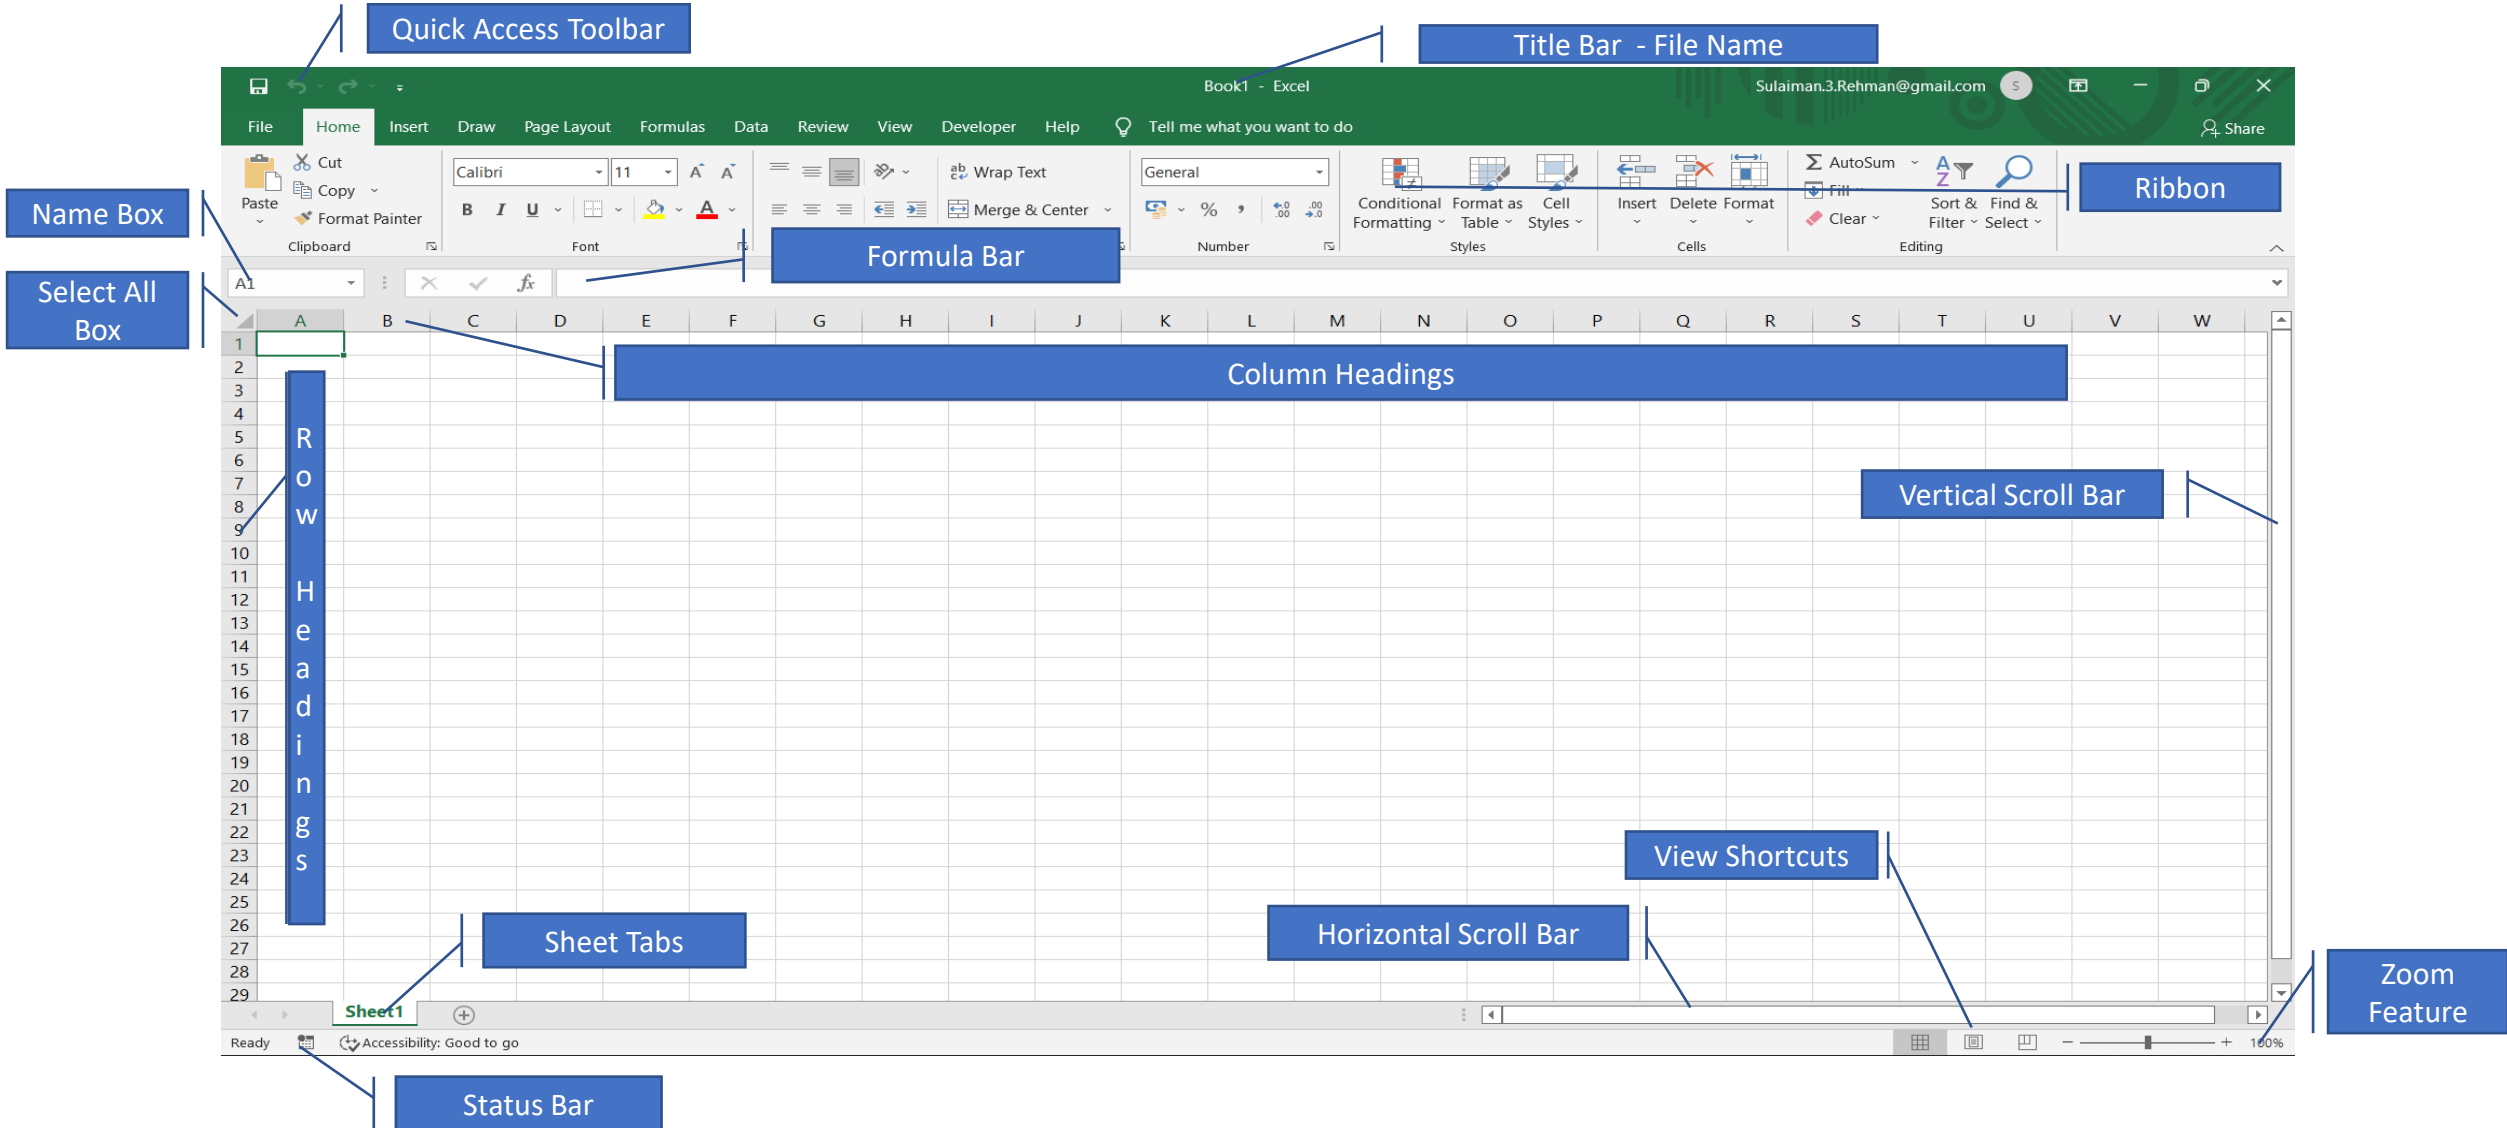 Quick Access Toolbar
Title Bar - File Name
Book1 - Excel
Sulaiman.3.Rehman@gmail.com
S
File Home Insert Draw Page Layout Formulas Data Review View Developer Help Tell me what you want to do
Share
Paste
Cut
Copy
Format Painter
Clipboard
Calibri
11
A A
B I U A
Font
ab
Wrap Text
Merge & Center
General
% , .00
Number
Conditional
Formatting
Format as
Table
Cell
Styles
Styles
Insert Delete Format
Cells
AutoSum
Fill
Clear
Sort &
Filter
Find &
Select
Editing
Ribbon
Name Box
Formula Bar
Select All
Box
A1
fx
A B C D E F G H I J K L M N O P Q R S T U V W
1
2
3
4
5
6
7
8
9
10
11
12
13
14
15
16
17
18
19
20
21
22
23
24
25
26
27
28
29
Column Headings
R
o
w
H
e
a
d
i
n
g
s
Vertical Scroll Bar
View Shortcuts
Horizontal Scroll Bar
Sheet Tabs
Zoom
Feature
Sheet1
Ready
Accessibility: Good to go
100%
Status Bar